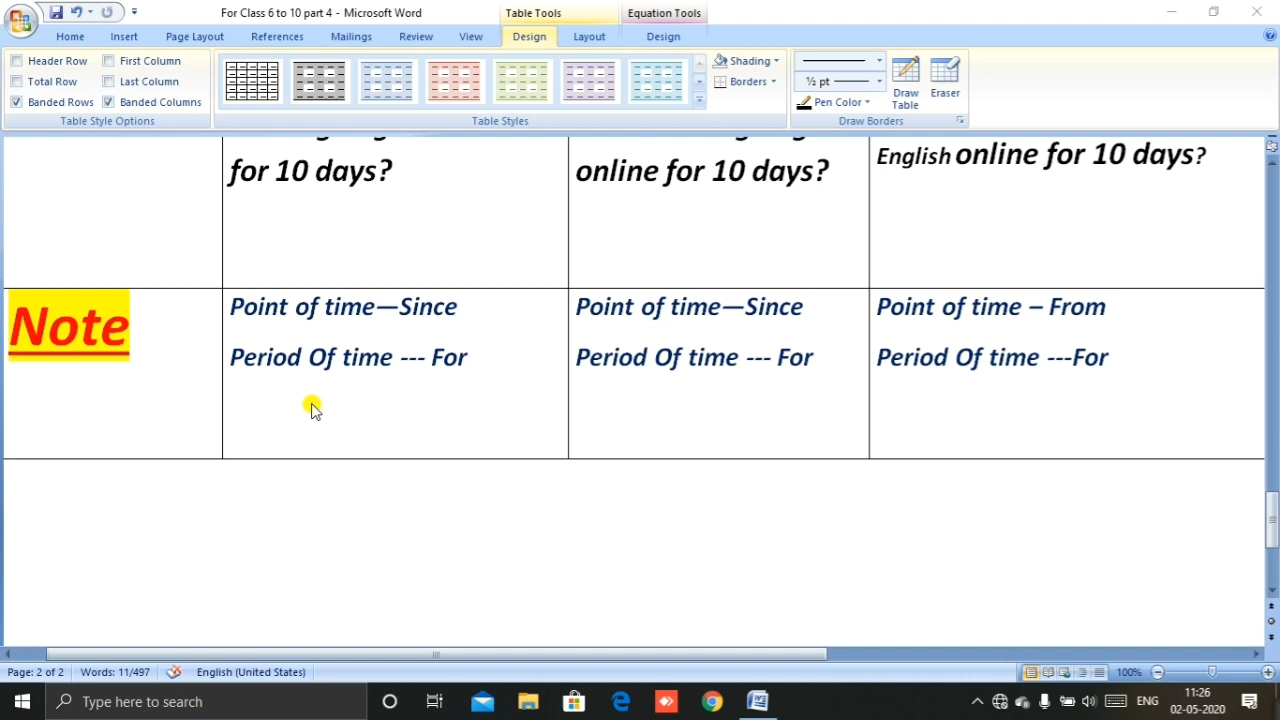 For Class 6 to 10 part 4 - Microsoft Word
Table Tools
Equation Tools
Home
Insert
Page Layout
References
Mailings
Review
View
Design
Layout
Design
Header Row
First Column
Total Row
Last Column
Banded Rows
Banded Columns
Table Style Options
Table Styles
Shading
Borders
½ pt
Pen Color
Draw Table
Eraser
Draw Borders
for 10 days?
online for 10 days?
English online for 10 days?
Note
Point of time—Since
Period Of time --- For
Point of time—Since
Period Of time --- For
Point of time – From
Period Of time ---For
Page: 2 of 2
Words: 11/497
English (United States)
100%
Type here to search
ENG
11:26
02-05-2020